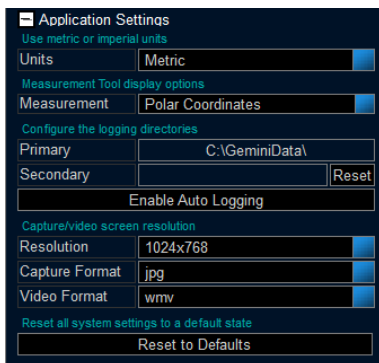 Application Settings
Use metric or imperial units
Units Metric
Measurement Tool display options
Measurement Polar Coordinates
Configure the logging directories
Primary C:\GeminiData\
Secondary Reset
Enable Auto Logging
Capture/video screen resolution
Resolution 1024x768
Capture Format jpg
Video Format wmv
Reset all system settings to a default state
Reset to Defaults